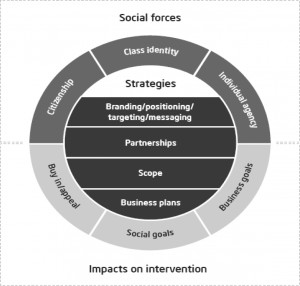 Social forces
Class identity
Citizenship
Individual agency
Strategies
Branding/positioning/
targeting/messaging
Partnerships
Scope
Business plans
Buy in/appeal
Social goals
Business goals
Impacts on intervention